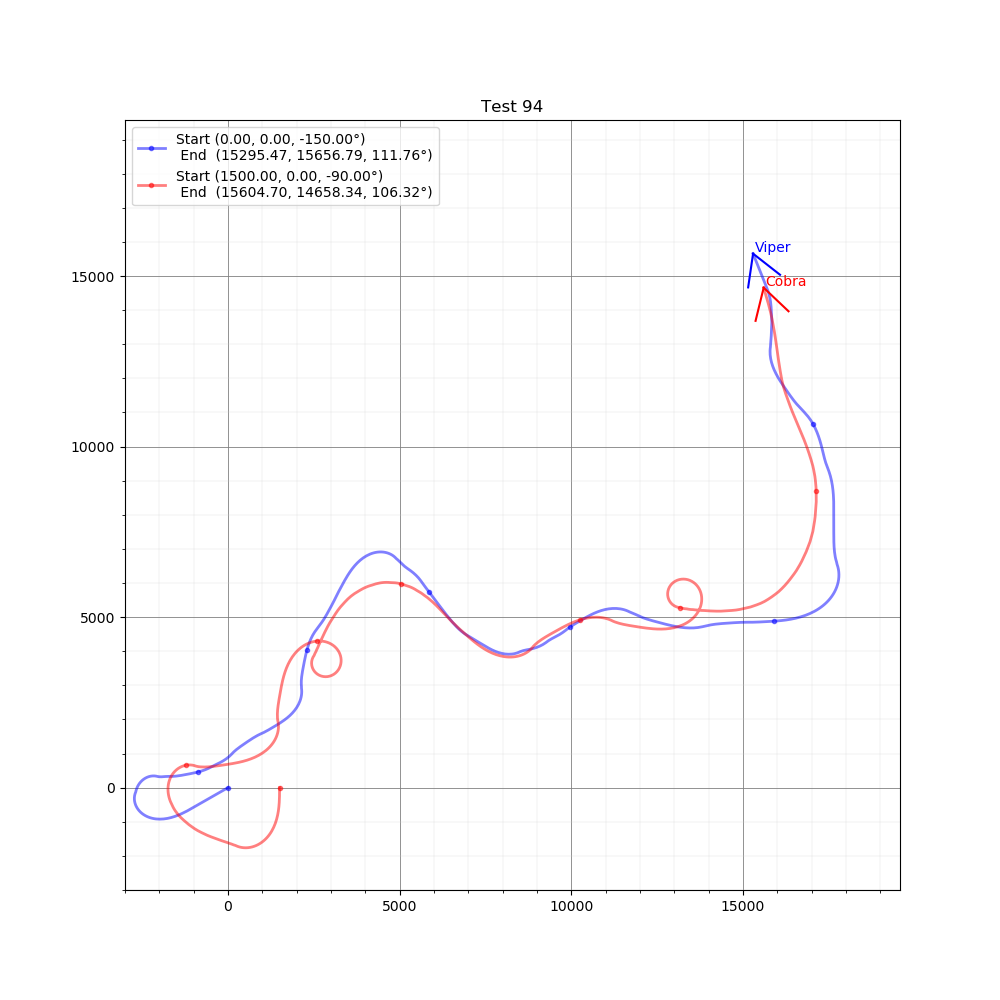 Test 94
Start (0.00, 0.00, -150.00°)
End  (15295.47, 15656.79, 111.76°)
Start (1500.00, 0.00, -90.00°)
End  (15604.70, 14658.34, 106.32°)
Viper
Cobra
15000
10000
5000
0
0
5000
10000
15000